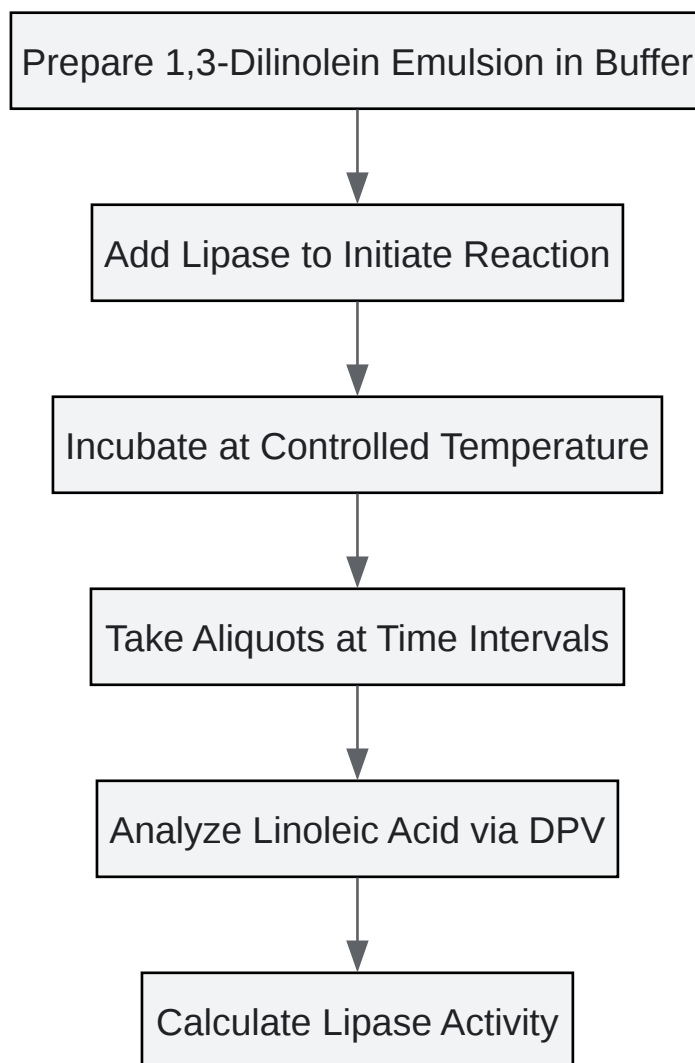 Prepare 1,3-Dilinolein Emulsion in Buffer
Add Lipase to Initiate Reaction
Incubate at Controlled Temperature
Take Aliquots at Time Intervals
Analyze Linoleic Acid via DPV
Calculate Lipase Activity